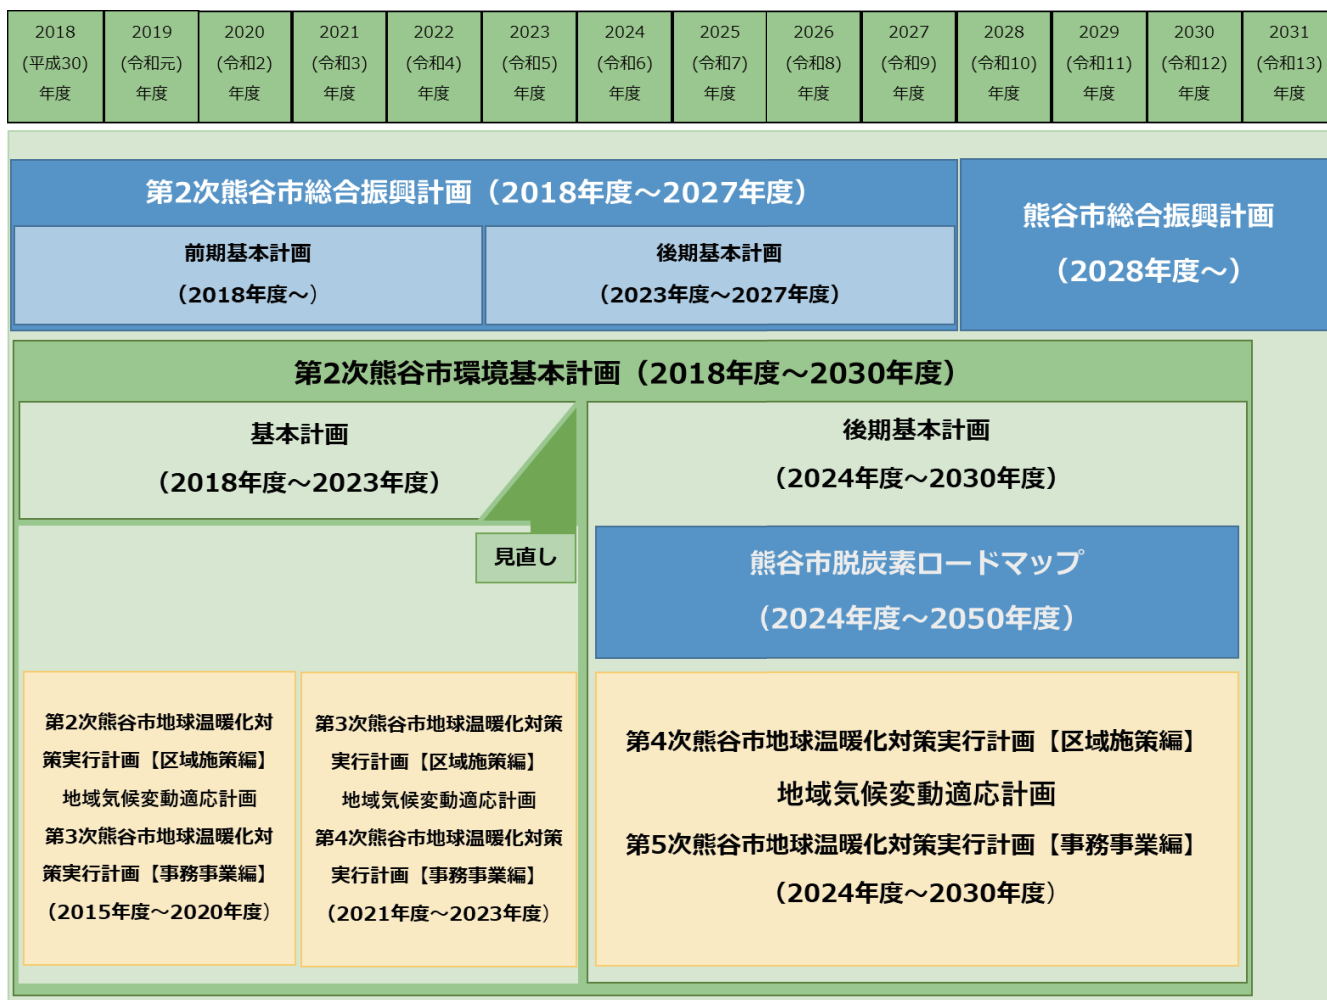 2018
(平成30)
年度
2019
(令和元)
年度
2020
(令和2)
年度
2021
(令和3)
年度
2022
(令和4)
年度
2023
(令和5)
年度
2024
(令和6)
年度
2025
(令和7)
年度
2026
(令和8)
年度
2027
(令和9)
年度
2028
(令和10)
年度
2029
(令和11)
年度
2030
(令和12)
年度
2031
(令和13)
年度
第2次熊谷市総合振興計画（2018年度～2027年度）
前期基本計画
（2018年度～）
後期基本計画
（2023年度～2027年度）
熊谷市総合振興計画
（2028年度～）
第2次熊谷市環境基本計画（2018年度～2030年度）
基本計画
（2018年度～2023年度）
見直し
後期基本計画
（2024年度～2030年度）
熊谷市脱炭素ロードマップ
（2024年度～2050年度）
第2次熊谷市地球温暖化対
策実行計画【区域施策編】
地域気候変動適応計画
第3次熊谷市地球温暖化対
策実行計画【事務事業編】
（2015年度～2020年度）
第3次熊谷市地球温暖化対策
実行計画【区域施策編】
地域気候変動適応計画
第4次熊谷市地球温暖化対策
実行計画【事務事業編】
（2021年度～2023年度）
第4次熊谷市地球温暖化対策実行計画【区域施策編】
地域気候変動適応計画
第5次熊谷市地球温暖化対策実行計画【事務事業編】
（2024年度～2030年度）